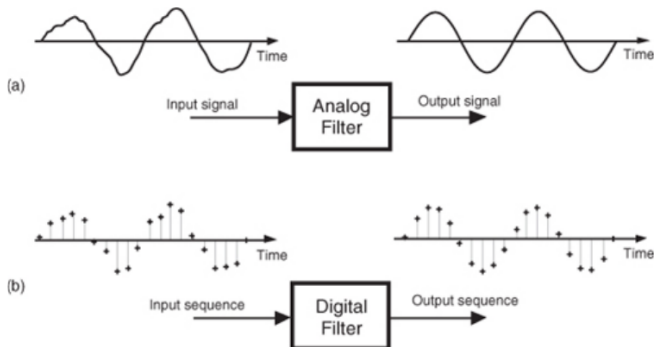 Time
Time
(a)
Input signal
Analog
Filter
Output signal
Time
Time
(b)
Input sequence
Digital
Filter
Output sequence